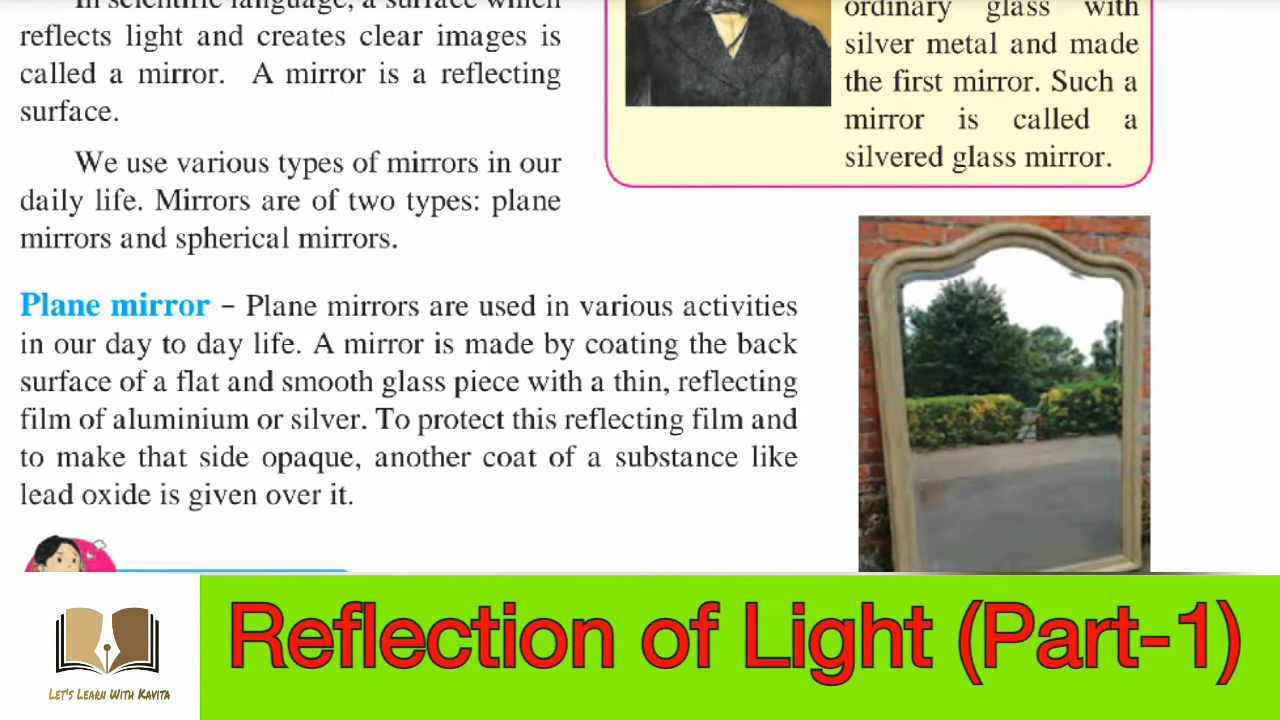 In scientific language, a surface which
reflects light and creates clear images is
called a mirror. A mirror is a reflecting
surface.
We use various types of mirrors in our
daily life. Mirrors are of two types: plane
mirrors and spherical mirrors.
ordinary glass with
silver metal and made
the first mirror. Such a
mirror is called a
silvered glass mirror.
Plane mirror – Plane mirrors are used in various activities
in our day to day life. A mirror is made by coating the back
surface of a flat and smooth glass piece with a thin, reflecting
film of aluminium or silver. To protect this reflecting film and
to make that side opaque, another coat of a substance like
lead oxide is given over it.
LET'S LEARN WITH KAVITA
Reflection of Light (Part-1)